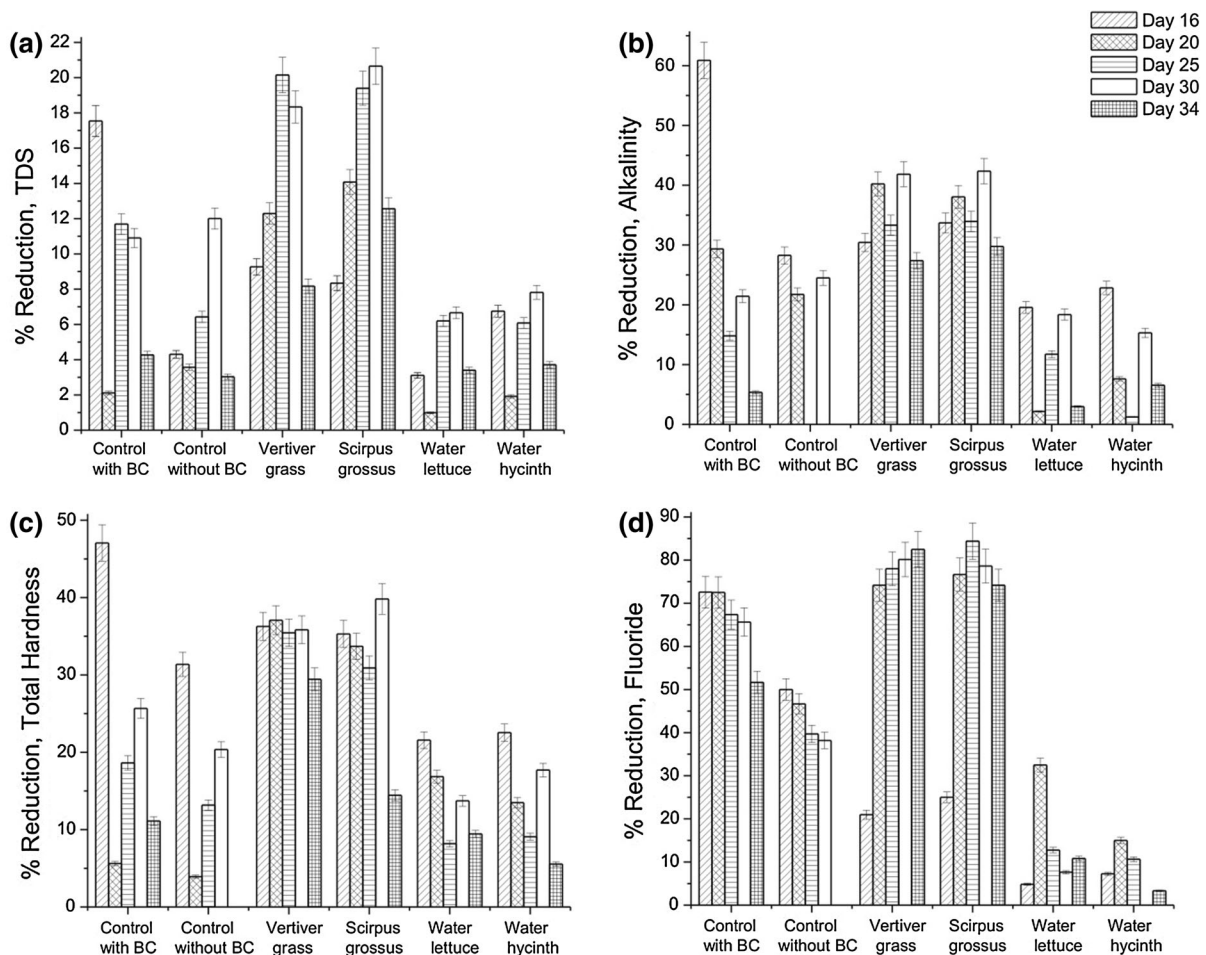 (a)
% Reduction, TDS
22
20
18
16
14
12
10
8
6
4
2
0
Control with BC
Control without BC
Vertiver grass
Scirpus grossus
Water lettuce
Water hycinth
(b)
% Reduction, Alkalinity
60
50
40
30
20
10
0
Control with BC
Control without BC
Vertiver grass
Scirpus grossus
Water lettuce
Water hycinth
Day 16
Day 20
Day 25
Day 30
Day 34
(c)
% Reduction, Total Hardness
50
40
30
20
10
0
Control with BC
Control without BC
Vertiver grass
Scirpus grossus
Water lettuce
Water hycinth
(d)
% Reduction, Fluoride
90
80
70
60
50
40
30
20
10
0
Control with BC
Control without BC
Vertiver grass
Scirpus grossus
Water lettuce
Water hycinth